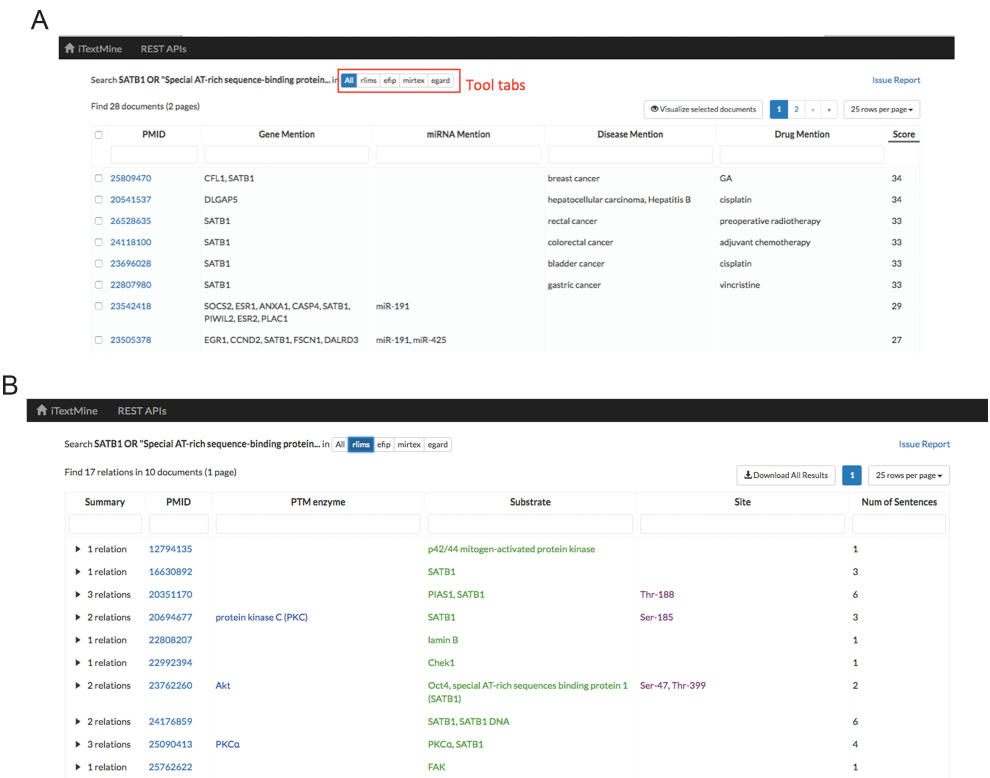 A
iTextMine REST APIs
Search SATB1 OR "Special AT-rich sequence-binding protein... in All rlims efip mirtex egard Tool tabs Issue Report
Find 28 documents (2 pages) Visualize selected documents 1 2 › » 25 rows per page
PMID Gene Mention miRNA Mention Disease Mention Drug Mention Score
25809470 CFL1, SATB1 breast cancer GA 34
20541537 DLGAP5 hepatocellular carcinoma, Hepatitis B cisplatin 34
26528635 SATB1 rectal cancer preoperative radiotherapy 33
24118100 SATB1 colorectal cancer adjuvant chemotherapy 33
23696028 SATB1 bladder cancer cisplatin 33
22807980 SATB1 gastric cancer vincristine 33
23542418 SOCS2, ESR1, ANXA1, CASP4, SATB1, miR-191 29
PIWIL2, ESR2, PLAC1
23505378 EGR1, CCND2, SATB1, FSCN1, DALRD3 miR-191, miR-425 27
B
iTextMine REST APIs
Search SATB1 OR "Special AT-rich sequence-binding protein... in All rlims efip mirtex egard Issue Report
Find 17 relations in 10 documents (1 page) Download All Results 1 25 rows per page
Summary PMID PTM enzyme Substrate Site Num of Sentences
1 relation 12794135 p42/44 mitogen-activated protein kinase 1
1 relation 16630892 SATB1 3
3 relations 20351170 PIAS1, SATB1 Thr-188 6
2 relations 20694677 protein kinase C (PKC) SATB1 Ser-185 3
1 relation 22808207 lamin B 1
1 relation 22992394 Chek1 1
2 relations 23762260 Akt Oct4, special AT-rich sequences binding protein 1 Ser-47, Thr-399 2
(SATB1)
2 relations 24176859 SATB1, SATB1 DNA 6
3 relations 25090413 PKCα PKCα, SATB1 4
1 relation 25762622 FAK 1